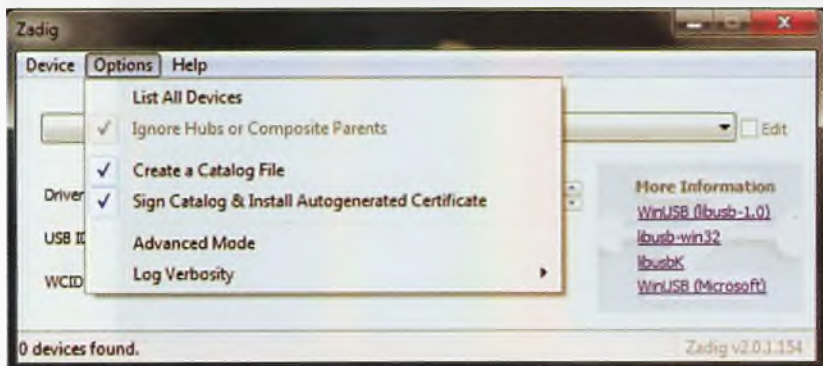 Zadig
Device Options Help
List All Devices
Ignore Hubs or Composite Parents
Edit
Create a Catalog File
Driver
Sign Catalog & Install Autogenerated Certificate
More Information
WinUSB (libusb-1.0)
USB ID
Advanced Mode
libusb-win32
Log Verbosity
libusbK
WCID
WinUSB (Microsoft)
0 devices found.
Zadig v2.0.1.154